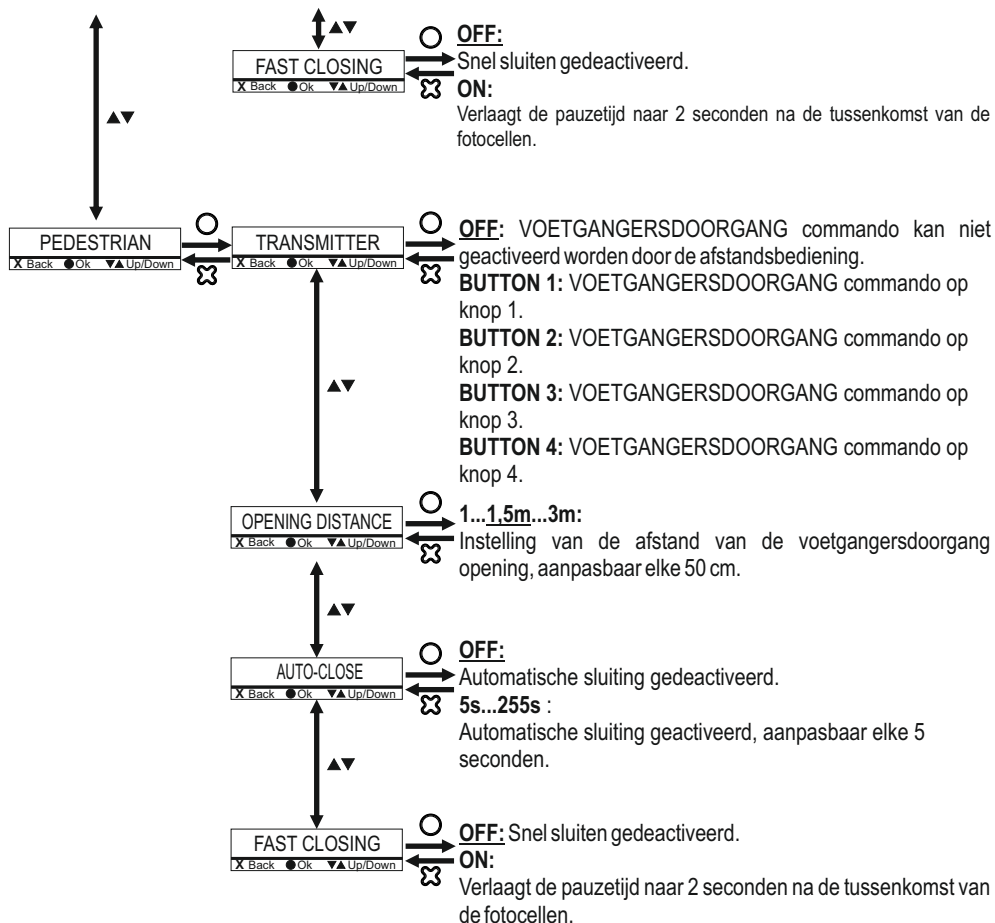 ▲▼
FAST CLOSING
X Back ●Ok ▼▲Up/Down
OFF:
Snel sluiten gedeactiveerd.
ON:
Verlaagt de pauzetijd naar 2 seconden na de tussenkomst van de
fotocellen.
▲▼
PEDESTRIAN
X Back ●Ok ▼▲Up/Down
TRANSMITTER
X Back ●Ok ▼▲Up/Down
OFF: VOETGANGERSDOORGANG commando kan niet
geactiveerd worden door de afstandsbediening.
BUTTON 1: VOETGANGERSDOORGANG commando op
knop 1.
BUTTON 2: VOETGANGERSDOORGANG commando op
knop 2.
BUTTON 3: VOETGANGERSDOORGANG commando op
knop 3.
BUTTON 4: VOETGANGERSDOORGANG commando op
knop 4.
▲▼
OPENING DISTANCE
X Back ●Ok ▼▲Up/Down
1...1,5m...3m:
Instelling van de afstand van de voetgangersdoorgang
opening, aanpasbaar elke 50 cm.
▲▼
AUTO-CLOSE
X Back ●Ok ▼▲Up/Down
OFF:
Automatische sluiting gedeactiveerd.
5s...255s :
Automatische sluiting geactiveerd, aanpasbaar elke 5
seconden.
▲▼
FAST CLOSING
X Back ●Ok ▼▲Up/Down
OFF: Snel sluiten gedeactiveerd.
ON:
Verlaagt de pauzetijd naar 2 seconden na de tussenkomst van
de fotocellen.